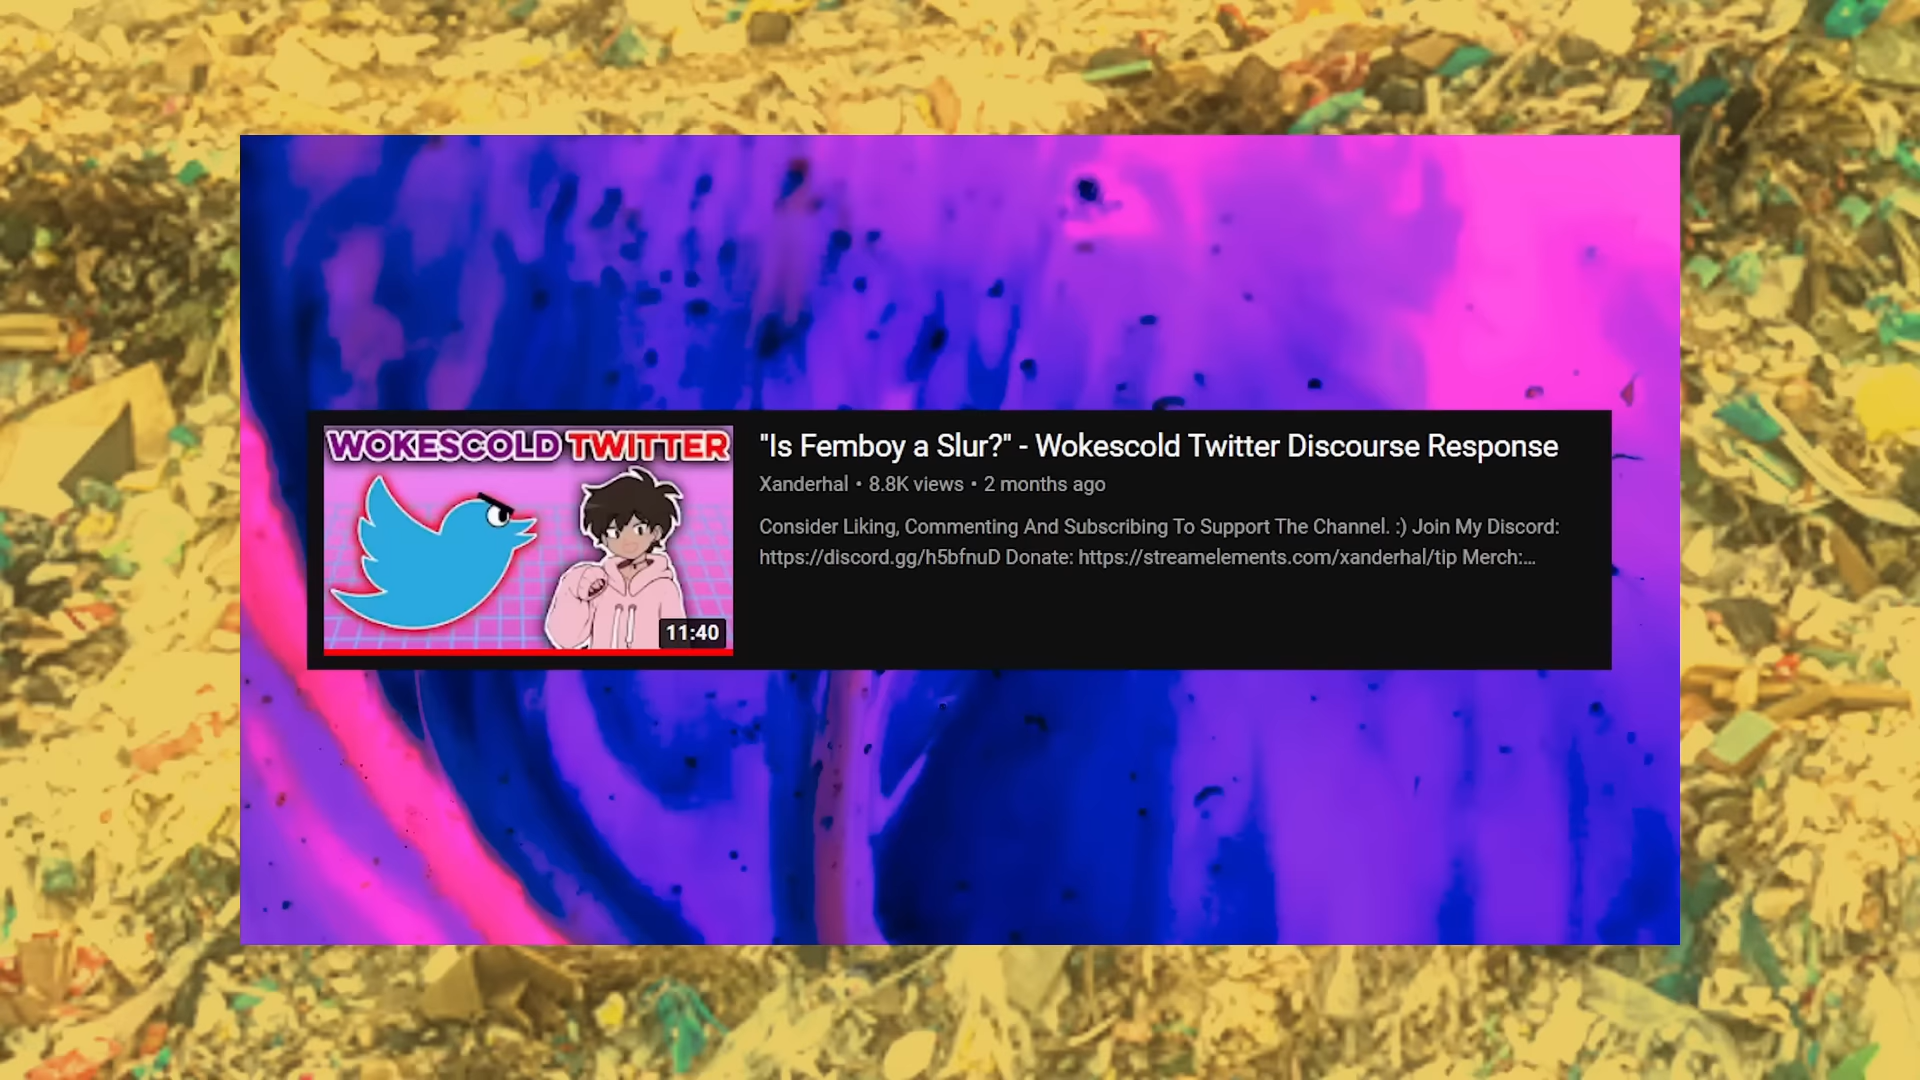 WOKESCOLD TWITTER
11:40
"Is Femboy a Slur?" - Wokescold Twitter Discourse Response
Xanderhal • 8.8K views • 2 months ago
Consider Liking, Commenting And Subscribing To Support The Channel. :) Join My Discord:
https://discord.gg/h5bfnuD Donate: https://streamelements.com/xanderhal/tip Merch:...